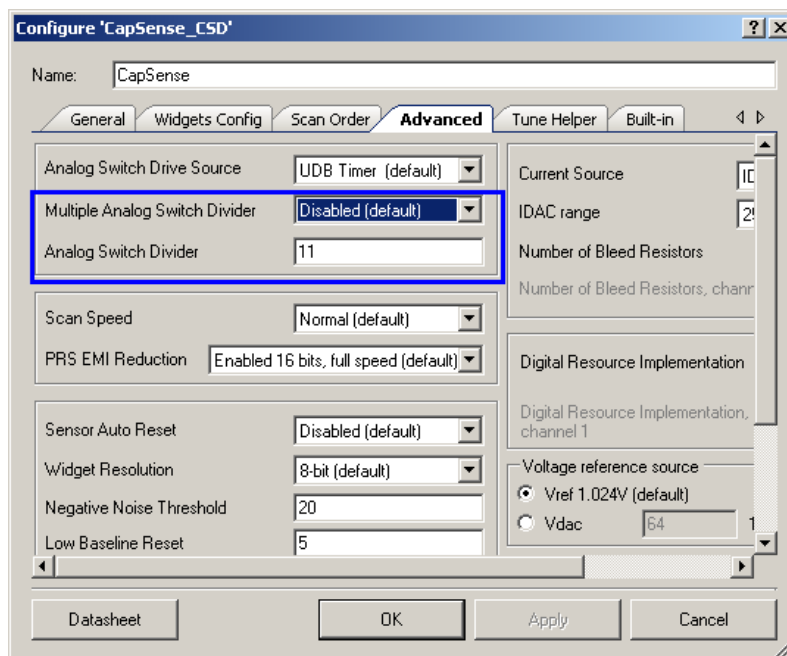 Configure 'CapSense_CSD'
Name: CapSense
General Widgets Config Scan Order Advanced Tune Helper Built-in
Analog Switch Drive Source UDB Timer (default)
Multiple Analog Switch Divider Disabled (default)
Analog Switch Divider 11
Scan Speed Normal (default)
PRS EMI Reduction Enabled 16 bits, full speed (default)
Sensor Auto Reset Disabled (default)
Widget Resolution 8-bit (default)
Negative Noise Threshold 20
Low Baseline Reset 5
Current Source
IDAC range
Number of Bleed Resistors
Number of Bleed Resistors,
Digital Resource Implementation
Digital Resource Implementation,
channel 1
Voltage reference source
Vref 1.024V (default)
Vdac 64
Datasheet OK Apply Cancel